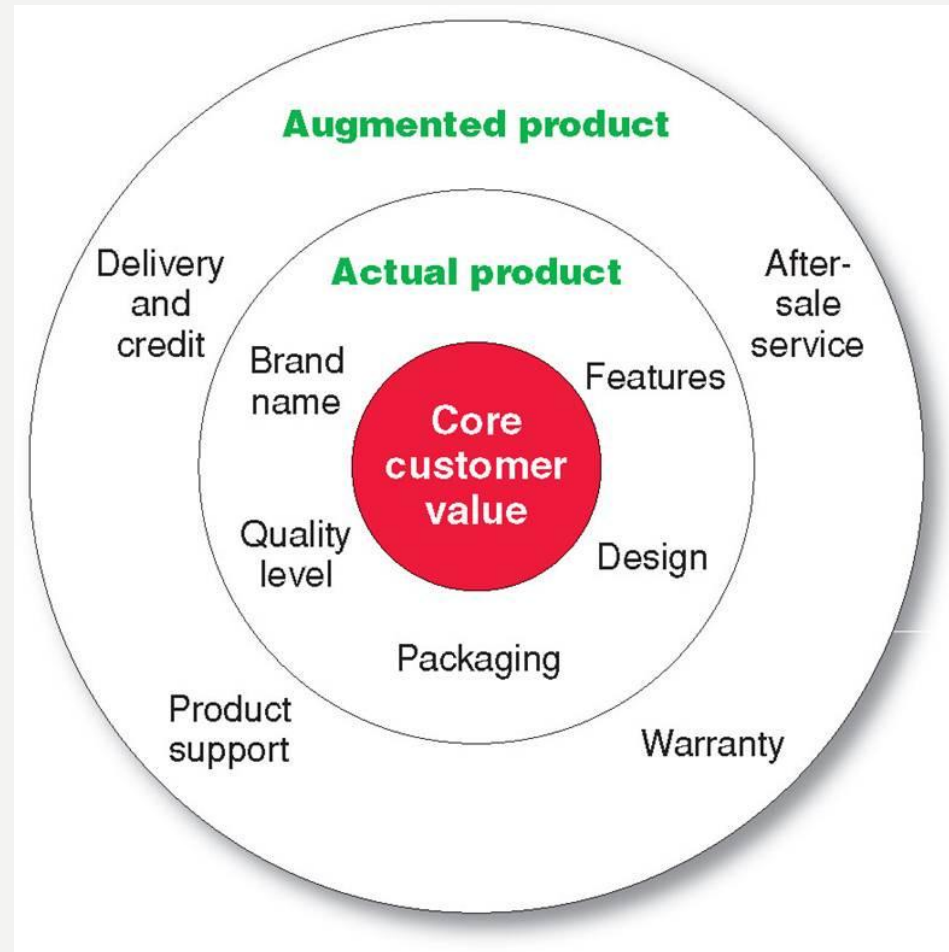 Augmented product
Delivery
and
credit
After-
sale
service
Actual product
Brand
name
Features
Core
customer
value
Quality
level
Design
Packaging
Product
support
Warranty